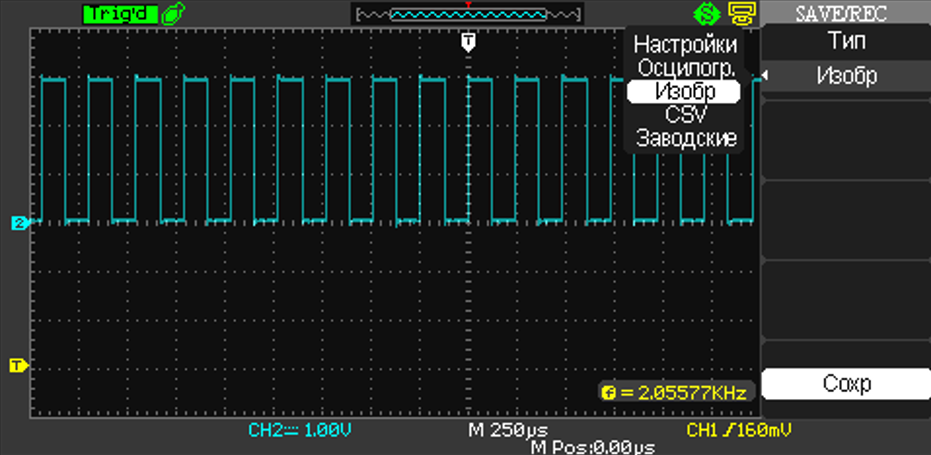 Trig'd
S
SAVE/REC
Тип
Изобр
T
Настройки
Осцилогр.
Изобр
CSV
Заводские
2
T
f = 2.05577KHz
Сохр
CH2 1.00V
M 250µs
CH1 /160mV
M Pos:0.00µs